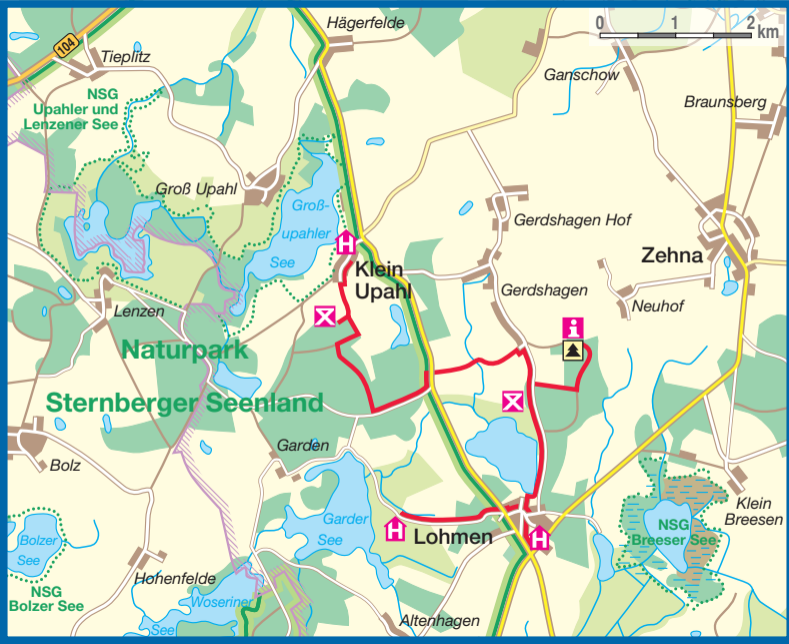 Hägerfelde
0 1 2
km
104
Tieplitz
Ganschow
NSG
Upahler und
Lenzener See
Braunsberg
Groß Upahl
Groß-
upahler
See
H
Gerdshagen Hof
Klein
Upahl
Zehna
Gerdshagen
Neuhof
Lenzen
i
Naturpark
Sternberger Seenland
Garden
Bolz
Garder
See
H
Lohmen
H
Klein
Breesen
NSG
Breeser See
Bolzer
See
Hohenfelde
NSG
Bolzer See
Woseriner
See
Altenhagen